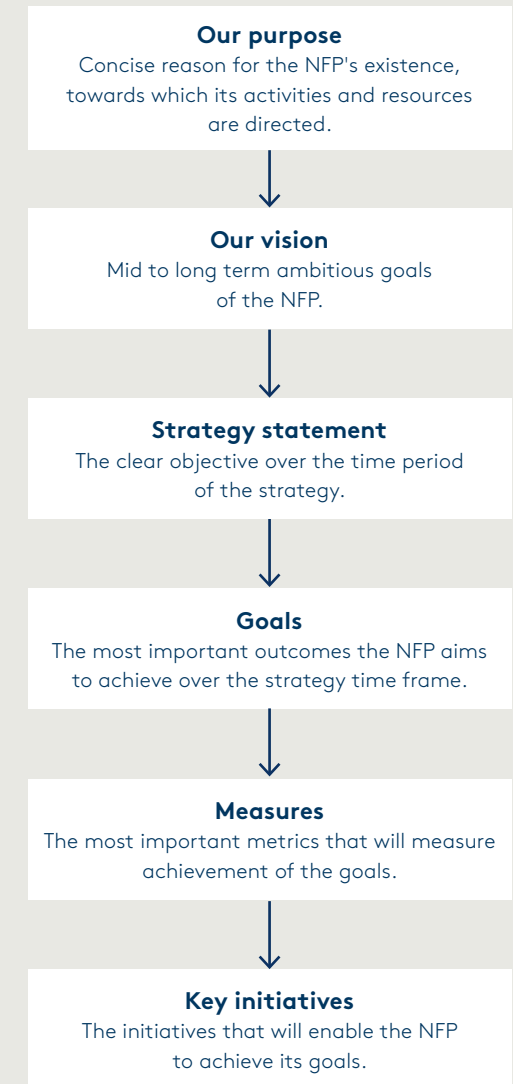 Our purpose
Concise reason for the NFP's existence,
towards which its activities and resources
are directed.
Our vision
Mid to long term ambitious goals
of the NFP.
Strategy statement
The clear objective over the time period
of the strategy.
Goals
The most important outcomes the NFP aims
to achieve over the strategy time frame.
Measures
The most important metrics that will measure
achievement of the goals.
Key initiatives
The initiatives that will enable the NFP
to achieve its goals.